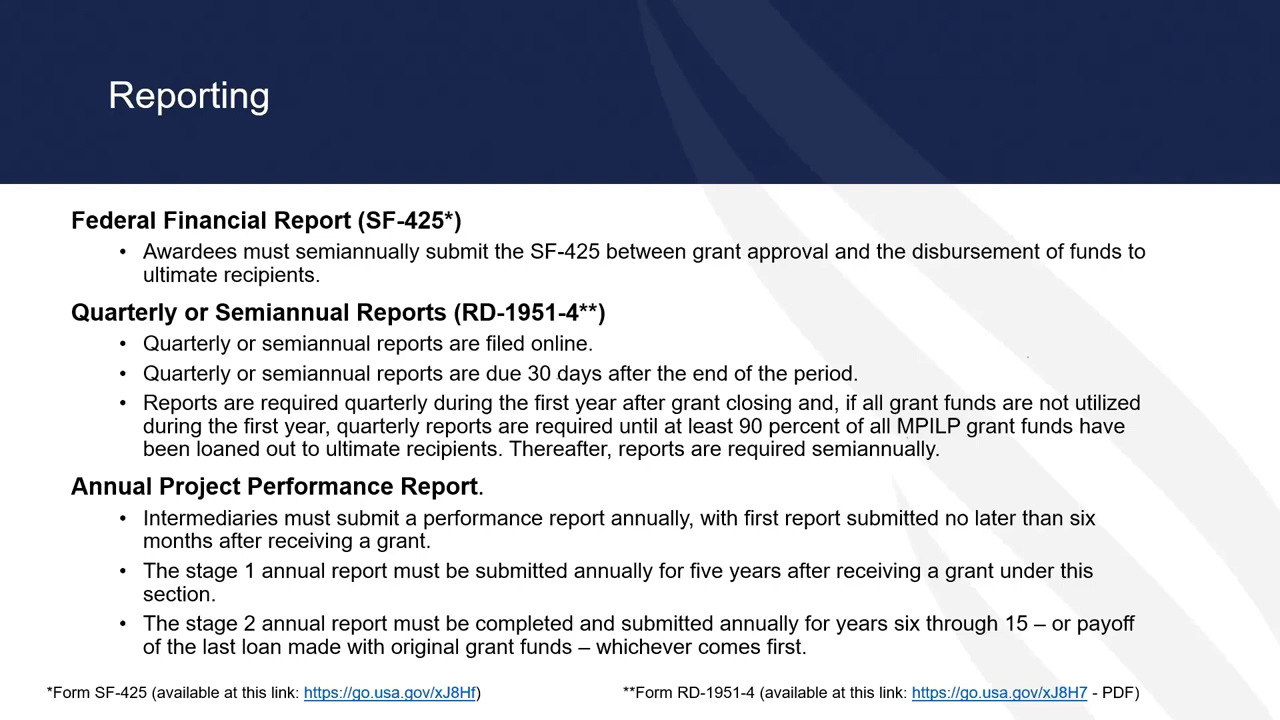 Reporting
Federal Financial Report (SF-425*)
• Awardees must semiannually submit the SF-425 between grant approval and the disbursement of funds to
ultimate recipients.
Quarterly or Semiannual Reports (RD-1951-4**)
• Quarterly or semiannual reports are filed online.
• Quarterly or semiannual reports are due 30 days after the end of the period.
• Reports are required quarterly during the first year after grant closing and, if all grant funds are not utilized
during the first year, quarterly reports are required until at least 90 percent of all MPILP grant funds have
been loaned out to ultimate recipients. Thereafter, reports are required semiannually.
Annual Project Performance Report.
• Intermediaries must submit a performance report annually, with first report submitted no later than six
months after receiving a grant.
• The stage 1 annual report must be submitted annually for five years after receiving a grant under this
section.
• The stage 2 annual report must be completed and submitted annually for years six through 15 – or payoff
of the last loan made with original grant funds – whichever comes first.
*Form SF-425 (available at this link: https://go.usa.gov/xJ8Hf)
**Form RD-1951-4 (available at this link: https://go.usa.gov/xJ8H7 - PDF)